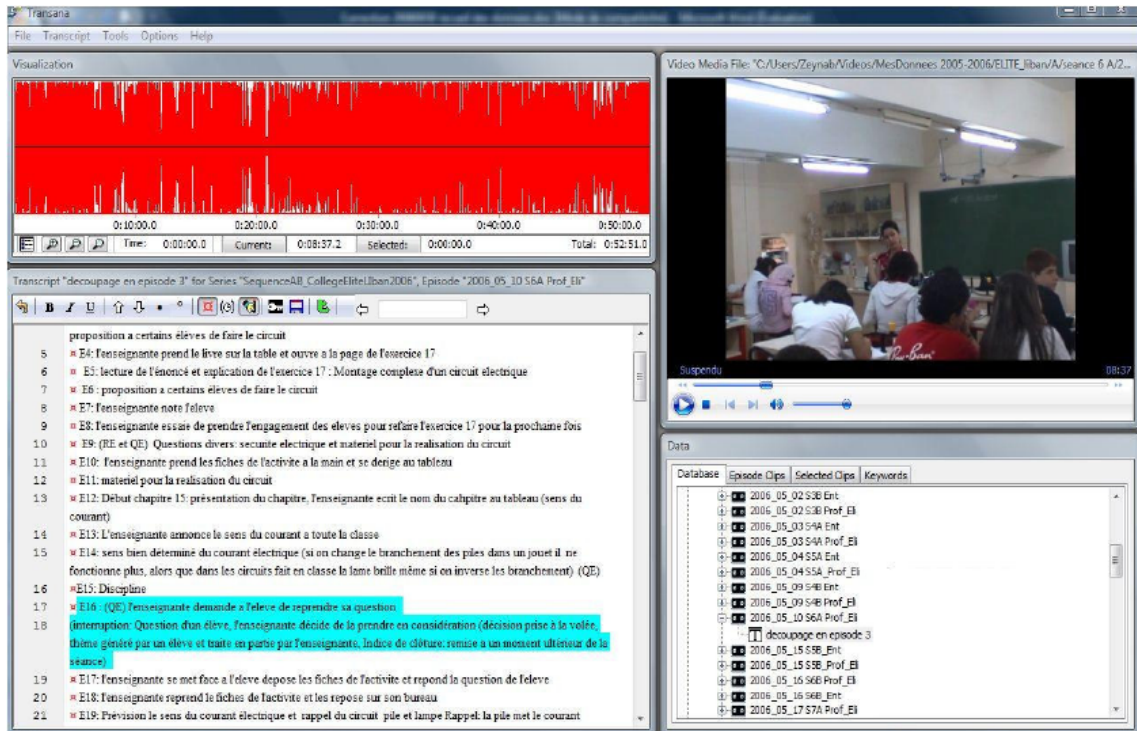 Transana
File Transcript Tools Options Help
Visualization
0:10:00.0 0:20:00.0 0:30:00.0 0:40:00.0 0:50:00.0
Time: 0:00:00.0 Current: 0:08:37.2 Selected: 0:00:00.0 Total: 0:52:51.0
Video Media File: "C:/Users/Zeynab/Videos/MesDonnees 2005-2006/ELITE_liban/A/seance 6 A/2...
Suspendu 08:37
Transcript "decoupage en episode 3" for Series "SequenceAB_CollegeEliteLIban2006", Episode "2006_05_10 S6A Prof_Eli"
B I U
proposition a certains élèves de faire le circuit
5 E4: l'enseignante prend le livre sur la table et ouvre a la page de l'exercice 17
6 E5: lecture de l'énoncé et explication de l'exercice 17 : Montage complexe d'un circuit electrique
7 E6 : proposition a certains élèves de faire le circuit
8 E7: l'enseignante note l'eleve
9 E8: l'enseignante essaie de prendre l'engagement des eleves pour refaire l'exercice 17 pour la prochaine fois
10 E9: (RE et QE) Questions divers: securite electrique et materiel pour la realisation du circuit
11 E10: l'enseignante prend les fiches de l'activite a la main et se derige au tableau
12 E11: materiel pour la realisation du circuit
13 E12: Début chapitre 15: présentation du chapitre, l'enseignante ecrit le nom du cahpitre au tableau (sens du
courant)
14 E13: L'enseignante annonce le sens du courant a toute la classe
15 E14: sens bien déterminé du courant électrique (si on change le branchement des piles dans un jouet il ne
fonctionne plus, alors que dans les circuits fait en classe la lame brille même si on inverse les branchement) (QE)
16 E15: Discipline
17 E16 : (QE) l'enseignante demande a l'eleve de reprendre sa question
18 (interruption: Question d'un élève, l'enseignante décide de la prendre en considération (décision prise à la volée,
thème généré par un élève et traite en partie par l'enseignante, Indice de clôture: remise a un moment ultérieur de la
séance)
19 E17: l'enseignante se met face a l'eleve depose les fiches de l'activite et repond la question de l'eleve
20 E18: l'enseignante reprend le fiches de l'activite et les repose sur son bureau
21 E19: Prévision le sens du courant électrique et rappel du circuit pile et lampe Rappel: la pile met le courant
Data
Database Episode Clips Selected Clips Keywords
2006_05_02 S3B Ent
2006_05_02 S3B Prof_Eli
2006_05_03 S4A Ent
2006_05_03 S4A Prof_Eli
2006_05_04 S5A Ent
2006_05_04 S5A_Prof_Eli
2006_05_09 S4B Ent
2006_05_09 S4B Prof_Eli
2006_05_10 S6A Prof_Eli
decoupage en episode 3
2006_05_15 S5B_Ent
2006_05_15 S5B_Prof_Eli
2006_05_16 S6B Prof_Eli
2006_05_16 S6B_Ent
2006_05_17 S7A Prof_Eli